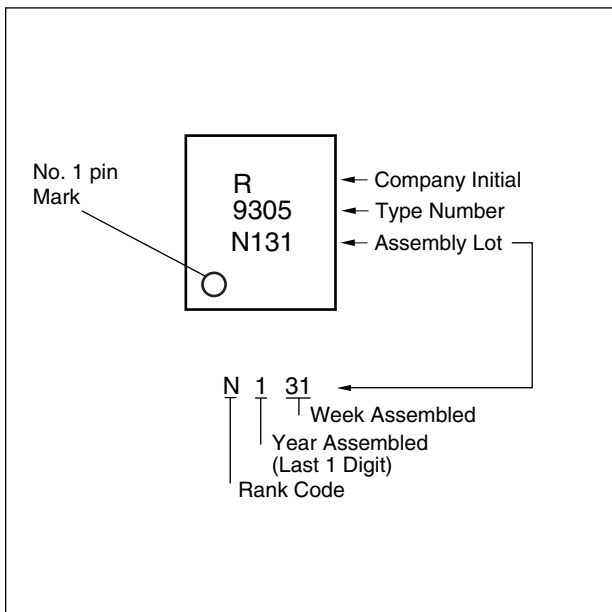 No. 1 pin
Mark
R
9305
N131
Company Initial
Type Number
Assembly Lot
N 1 31
Week Assembled
Year Assembled
(Last 1 Digit)
Rank Code